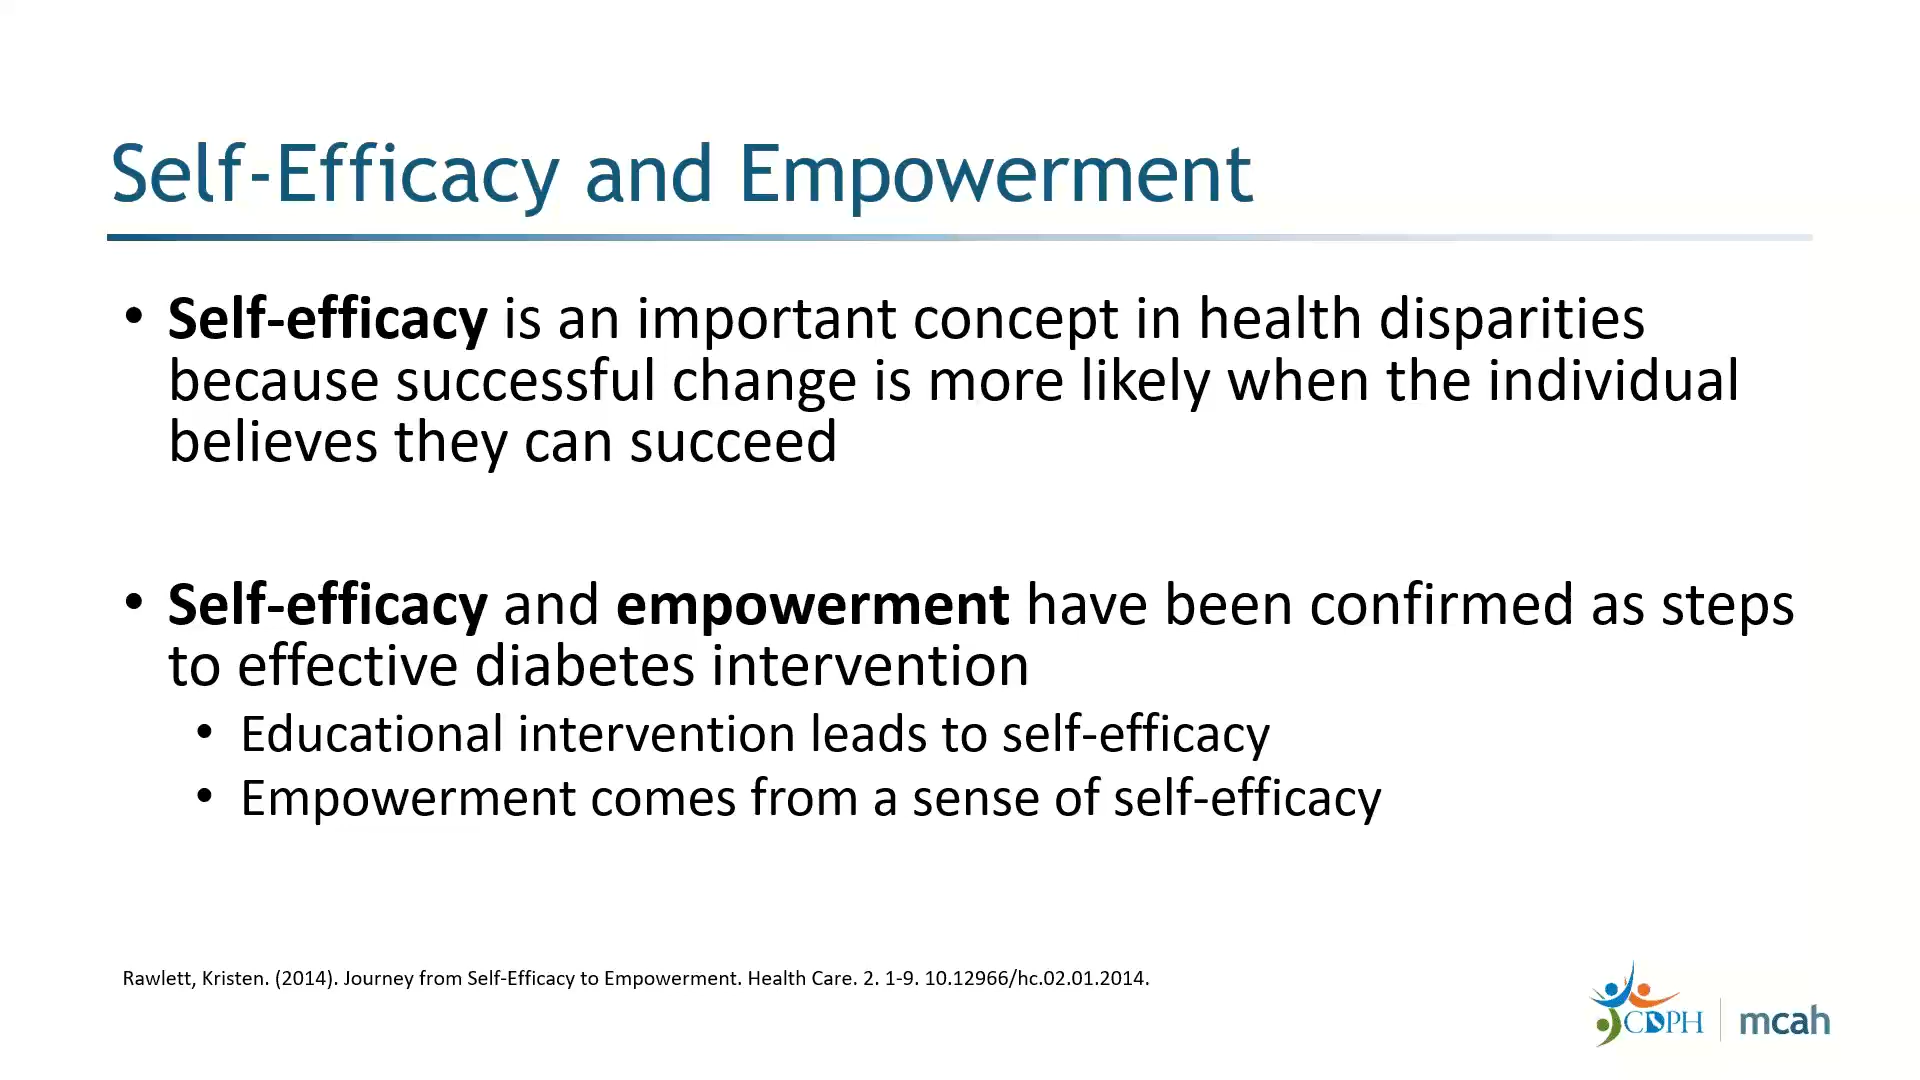 Self-Efficacy and Empowerment
• Self-efficacy is an important concept in health disparities
because successful change is more likely when the individual
believes they can succeed
• Self-efficacy and empowerment have been confirmed as steps
to effective diabetes intervention
• Educational intervention leads to self-efficacy
• Empowerment comes from a sense of self-efficacy
Rawlett, Kristen. (2014). Journey from Self-Efficacy to Empowerment. Health Care. 2. 1-9. 10.12966/hc.02.01.2014.
CDPH mcah